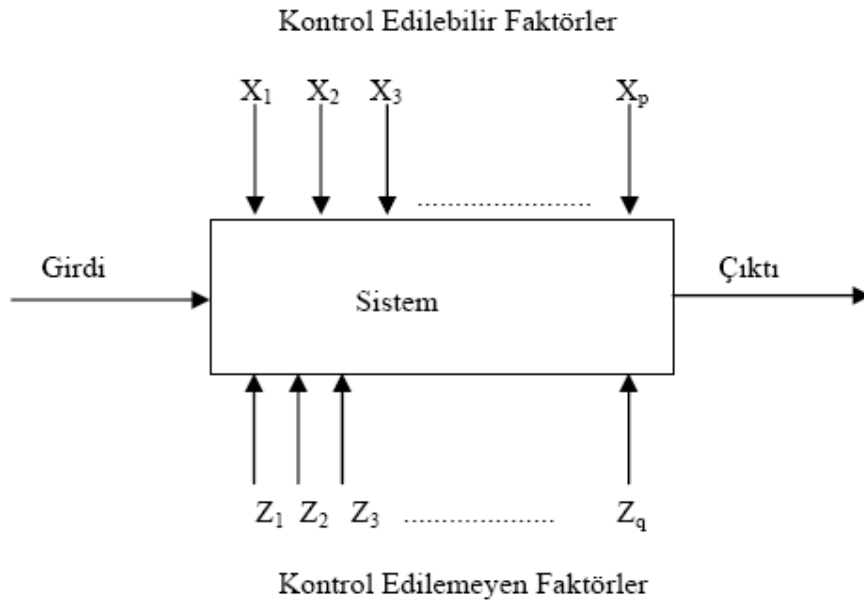 Kontrol Edilebilir Faktörler
X1 X2 X3 Xp
....................................
Girdi
Çıktı
Sistem
Z1 Z2 Z3 ............................... Zq
Kontrol Edilemeyen Faktörler